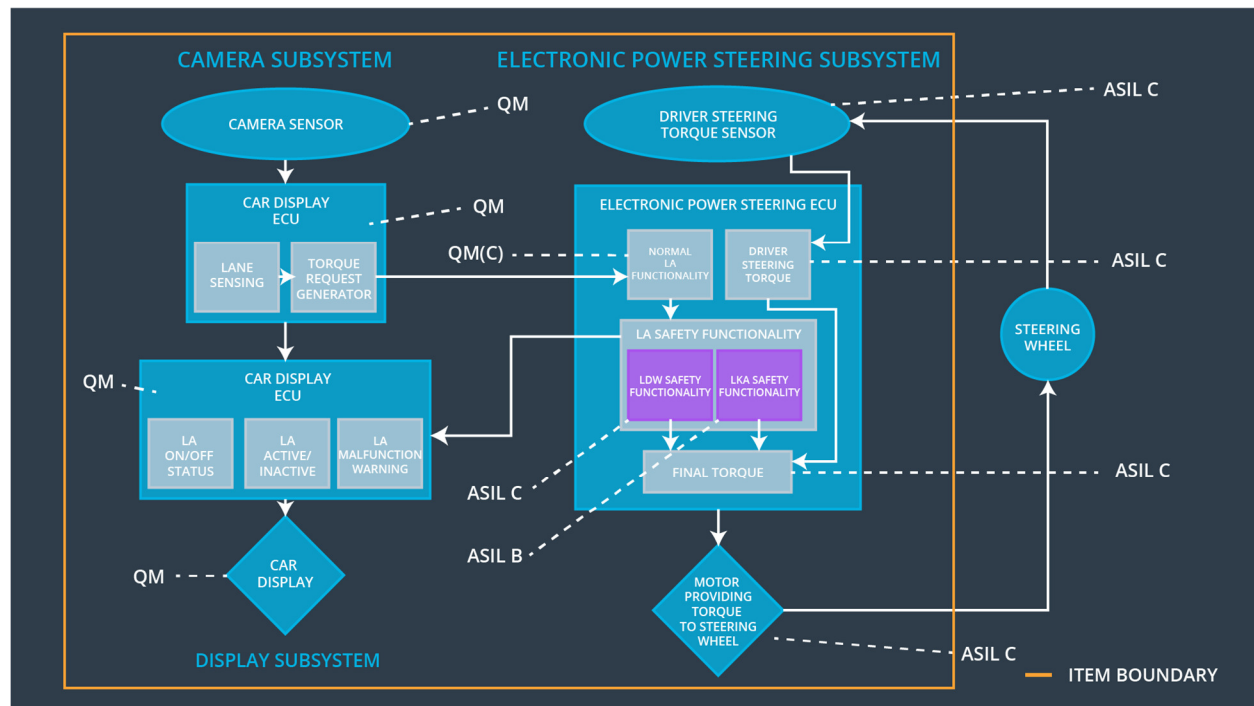 CAMERA SUBSYSTEM
ELECTRONIC POWER STEERING SUBSYSTEM
CAMERA SENSOR
QM
DRIVER STEERING
TORQUE SENSOR
ASIL C
CAR DISPLAY
ECU
QM
LANE
SENSING
TORQUE
REQUEST
GENERATOR
ELECTRONIC POWER STEERING ECU
QM(C)
NORMAL
LA
FUNCTIONALITY
DRIVER
STEERING
TORQUE
ASIL C
LA SAFETY FUNCTIONALITY
LDW SAFETY
FUNCTIONALITY
LKA SAFETY
FUNCTIONALITY
STEERING
WHEEL
QM
CAR DISPLAY
ECU
LA
ON/OFF
STATUS
LA
ACTIVE/
INACTIVE
LA
MALFUNCTION
WARNING
ASIL C
ASIL B
FINAL TORQUE
ASIL C
QM
CAR
DISPLAY
MOTOR
PROVIDING
TORQUE
TO STEERING
WHEEL
ASIL C
DISPLAY SUBSYSTEM
ITEM BOUNDARY